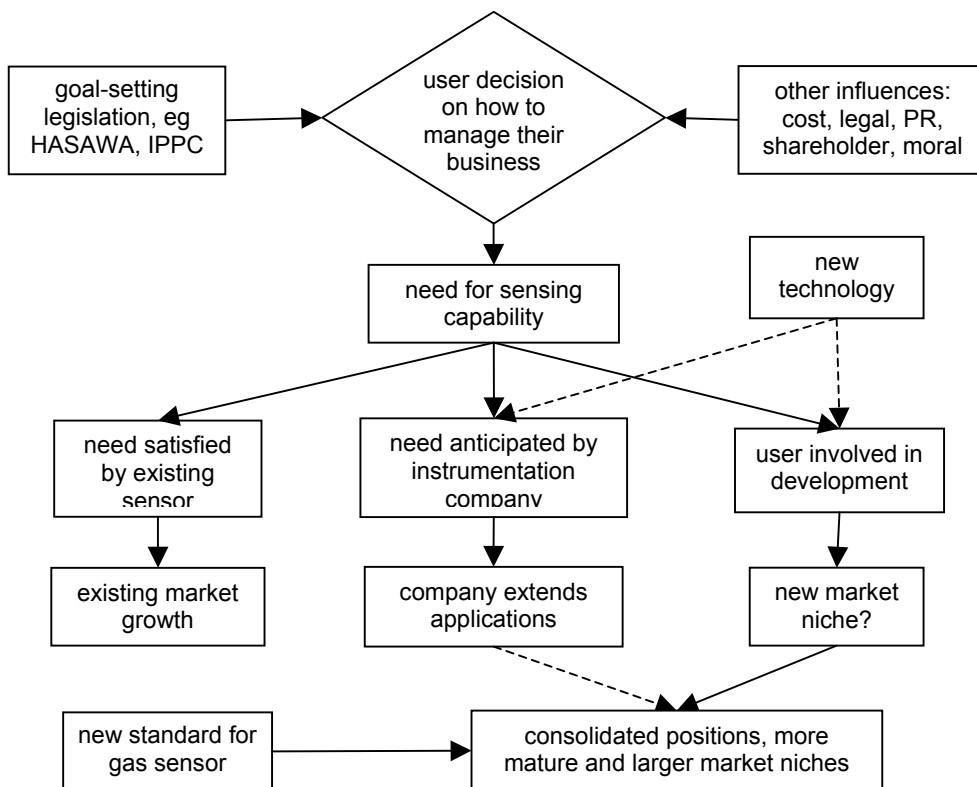 goal-setting
legislation, eg
HASAWA, IPPC
user decision
on how to
manage their
business
other influences:
cost, legal, PR,
shareholder, moral
need for sensing
capability
new
technology
need satisfied
by existing
sensor
need anticipated by
instrumentation
company
user involved in
development
existing market
growth
company extends
applications
new market
niche?
new standard for
gas sensor
consolidated positions, more
mature and larger market niches